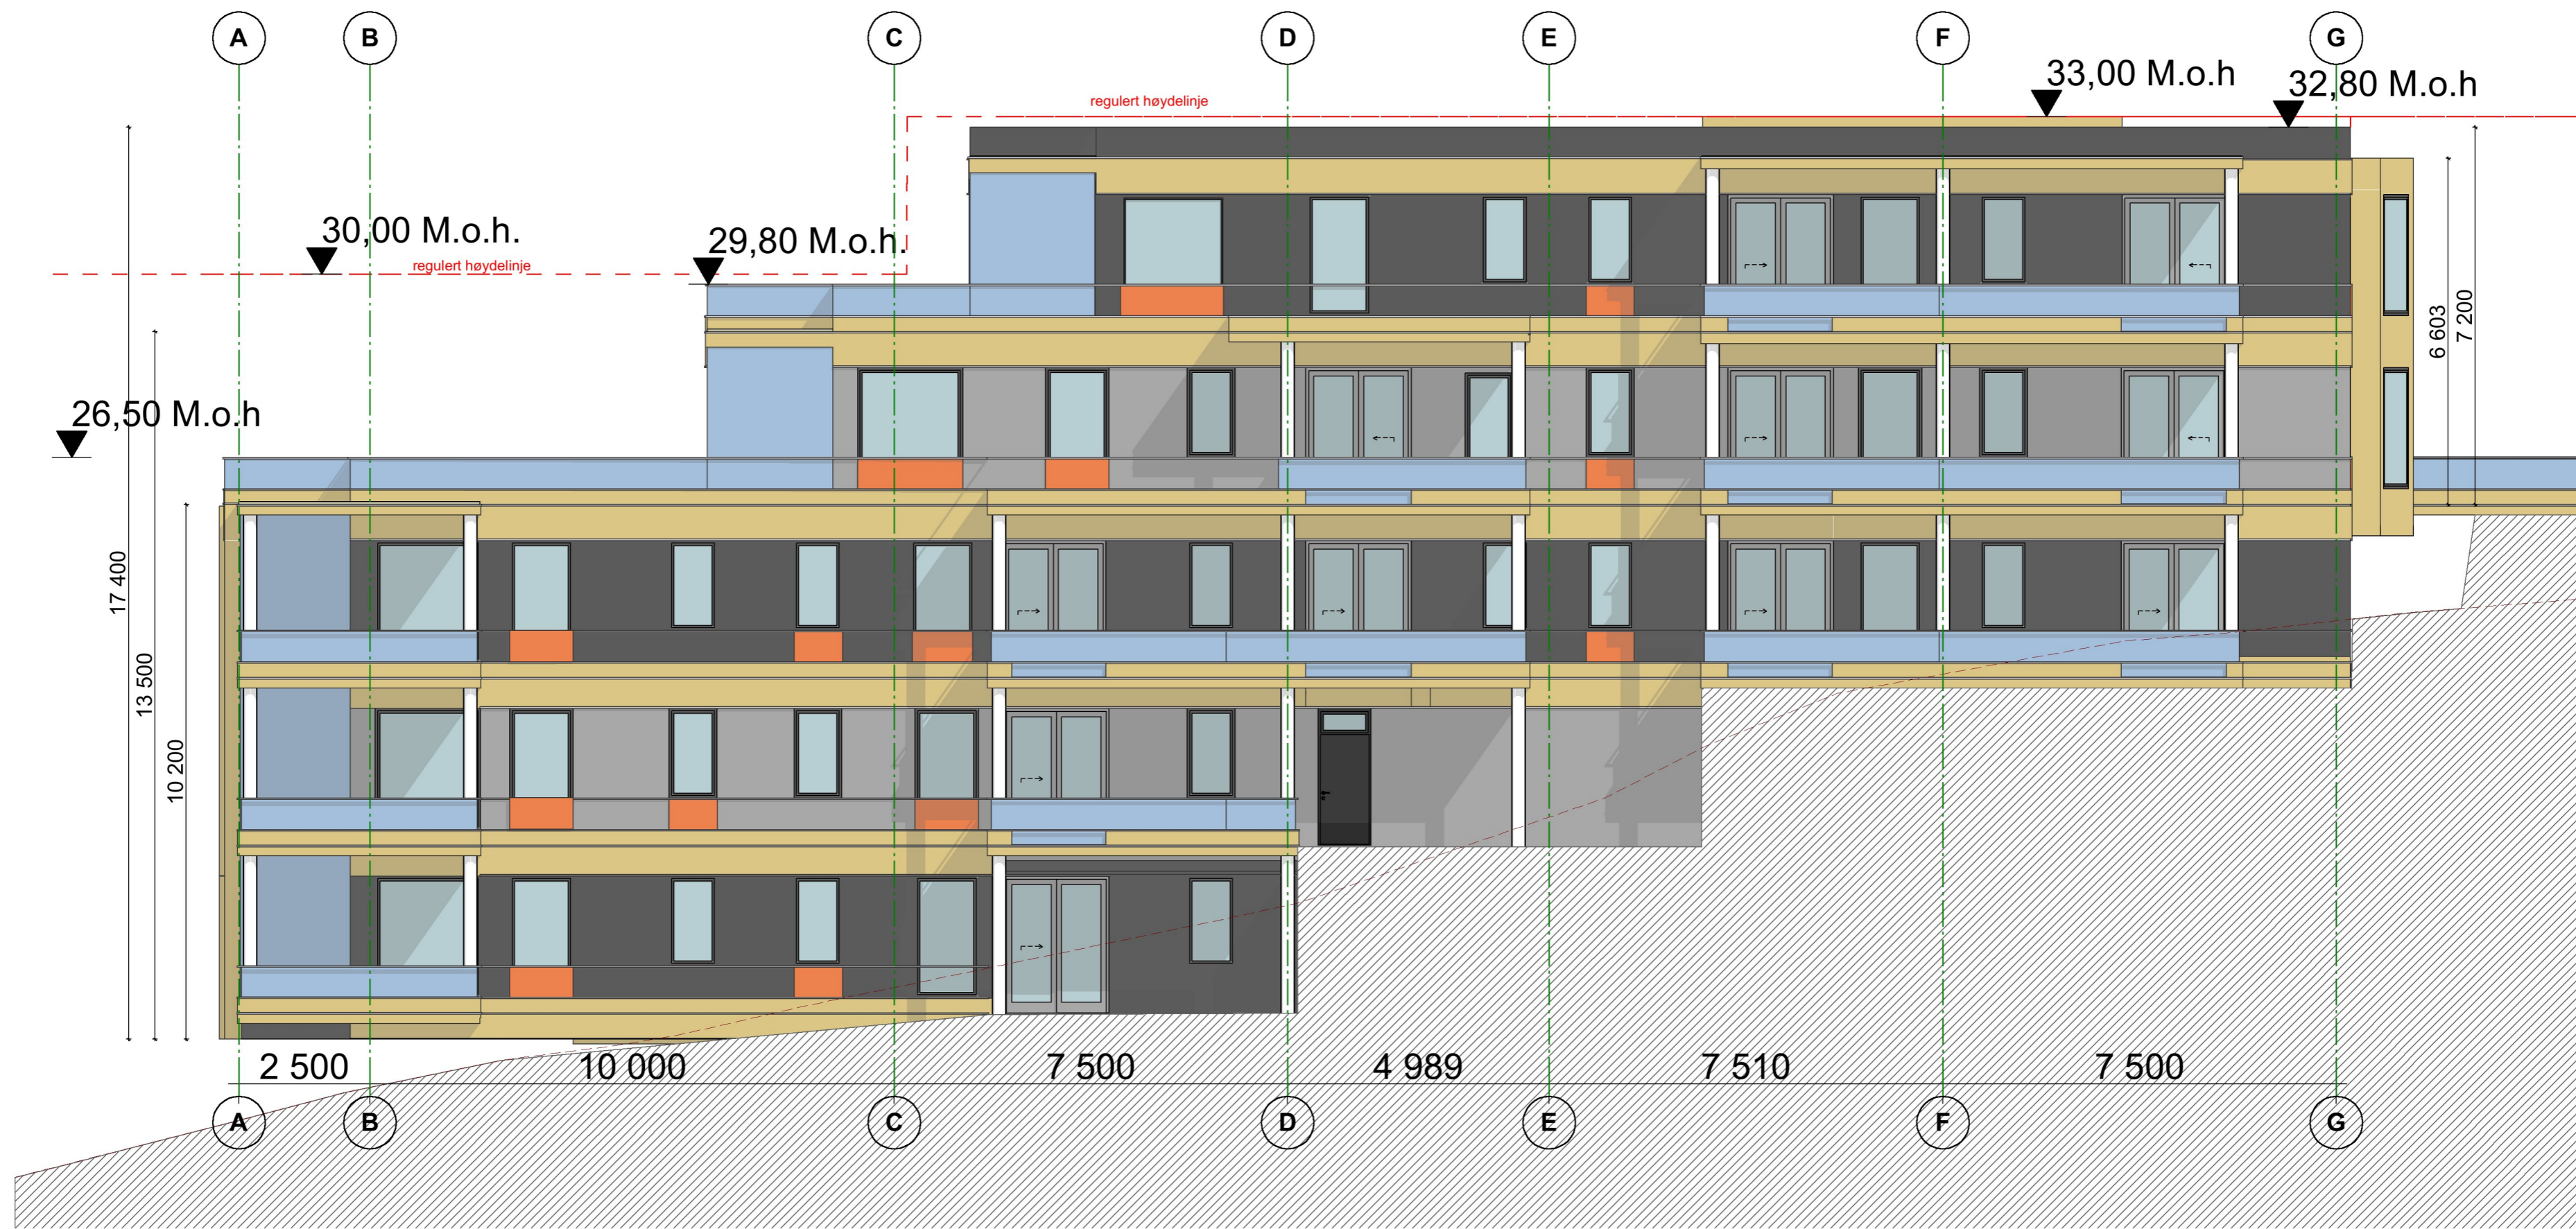 A B C D E F G
33,00 M.o.h
32,80 M.o.h
regulert høydelinje
30,00 M.o.h.
29,80 M.o.h.
regulert høydelinje
26,50 M.o.h
6 603
7 200
17 400
13 500
10 200
2 500 10 000 7 500 4 989 7 510 7 500
A B C D E F G